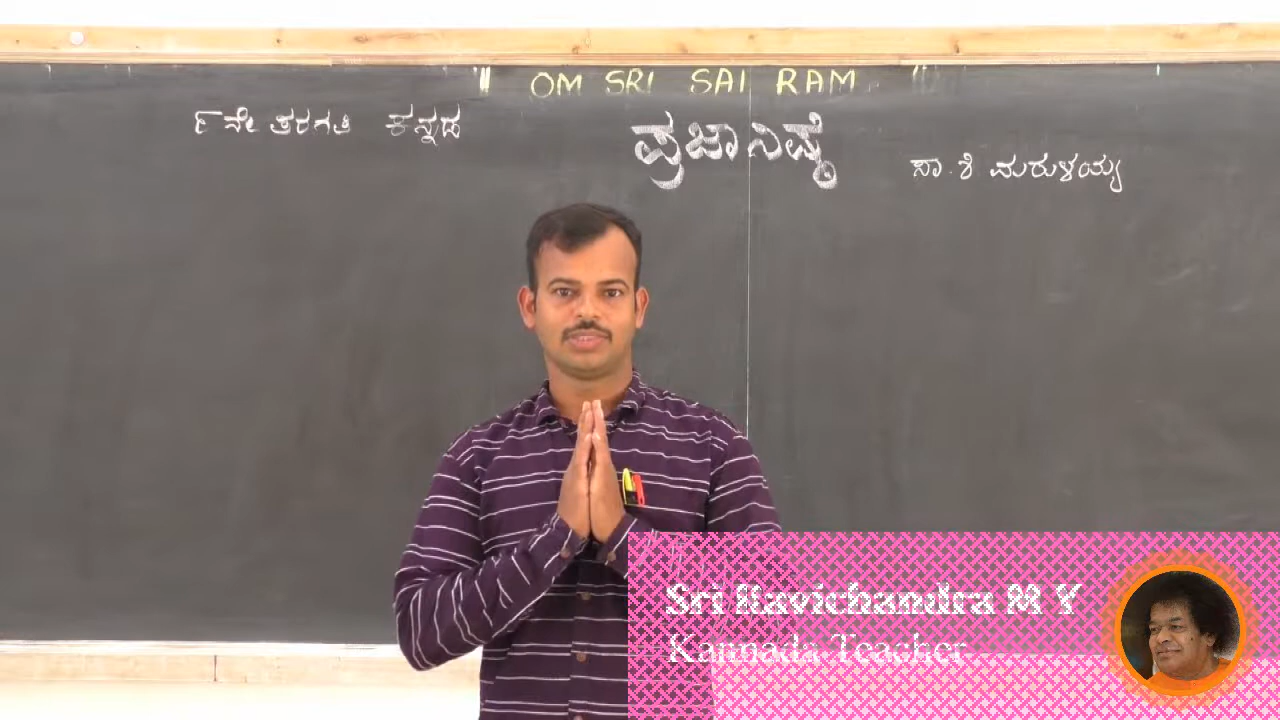 " OM SRI SAI RAM "
೯ನೇ ತರಗತಿ ಕನ್ನಡ
ಪ್ರಜಾನಿಷ್ಠೆ
ಸಾ.ಶಿ ಮರುಳಯ್ಯ
Sri Ravichandra M Y
Kannada Teacher